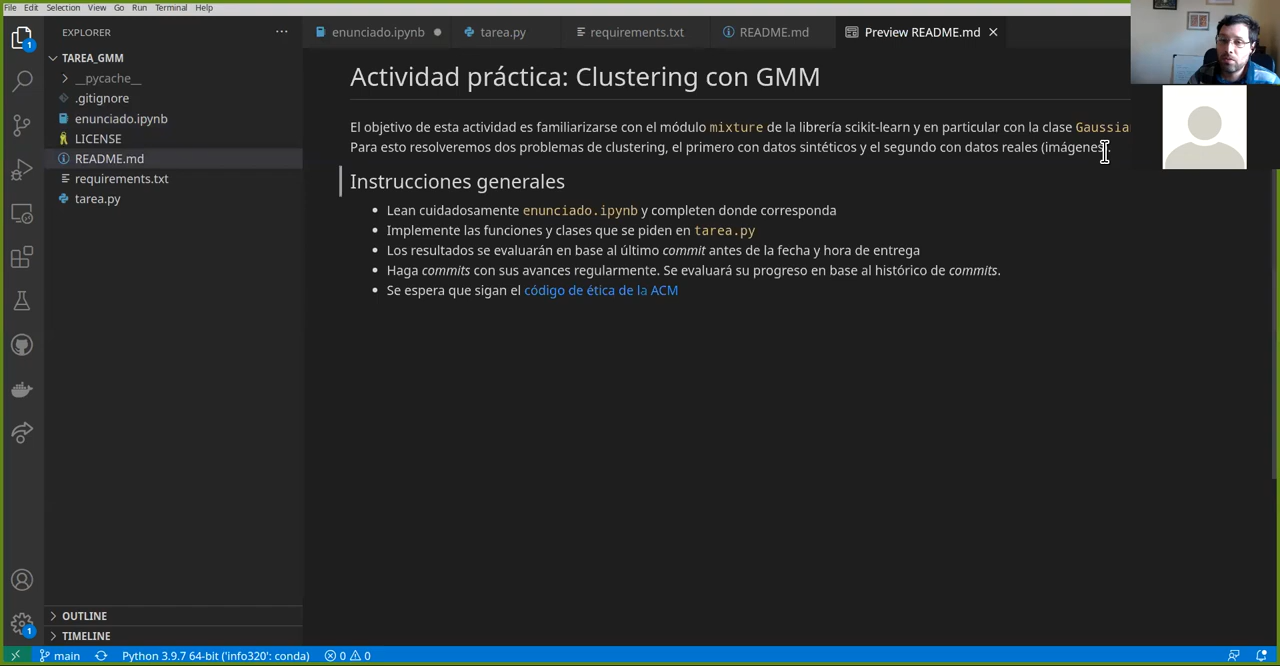 File Edit Selection View Go Run Terminal Help
EXPLORER ···
enunciado.ipynb tarea.py requirements.txt README.md Preview README.md
TAREA_GMM
__pycache__
.gitignore
enunciado.ipynb
LICENSE
README.md
requirements.txt
tarea.py
Actividad práctica: Clustering con GMM
El objetivo de esta actividad es familiarizarse con el módulo mixture de la librería scikit-learn y en particular con la clase
Para esto resolveremos dos problemas de clustering, el primero con datos sintéticos y el segundo con datos reales (imágenes).
Instrucciones generales
• Lean cuidadosamente enunciado.ipynb y completen donde corresponda
• Implemente las funciones y clases que se piden en tarea.py
• Los resultados se evaluarán en base al último commit antes de la fecha y hora de entrega
• Haga commits con sus avances regularmente. Se evaluará su progreso en base al histórico de commits.
• Se espera que sigan el código de ética de la ACM
1
1
OUTLINE
TIMELINE
main Python 3.9.7 64-bit ('info320': conda) 0 0